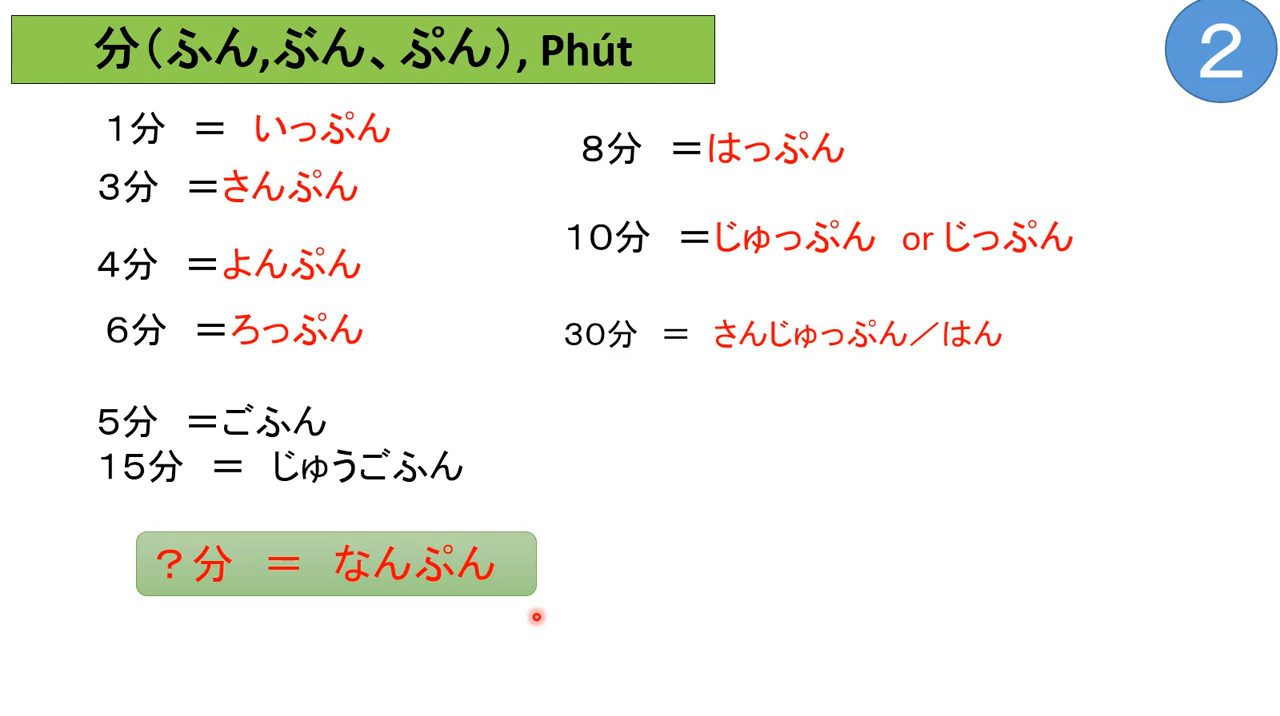 分（ふん,ぶん、ぷん）, Phút
２
１分　＝　いっぷん
３分　＝さんぷん
４分　＝よんぷん
６分　＝ろっぷん
５分　＝ごふん
１５分　＝　じゅうごふん
？分　＝　なんぷん
８分　＝はっぷん
１０分　＝じゅっぷん　or じっぷん
３０分　＝　さんじゅっぷん／はん